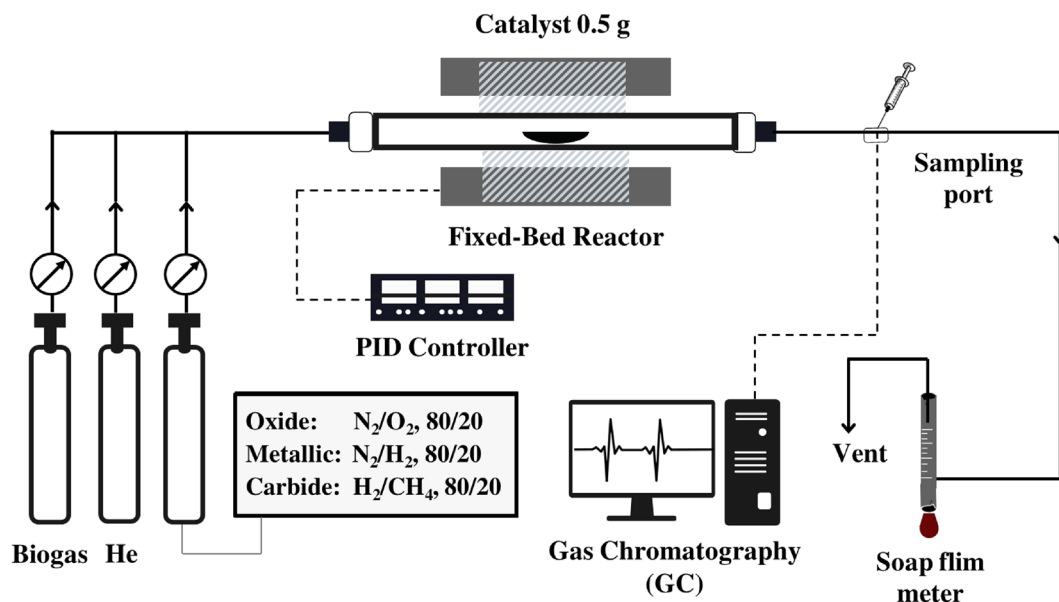 Catalyst 0.5 g
Sampling
port
Fixed-Bed Reactor
PID Controller
Oxide: N₂/O₂, 80/20
Metallic: N₂/H₂, 80/20
Carbide: H₂/CH₄, 80/20
Vent
Biogas He
Gas Chromatography
(GC)
Soap flim
meter